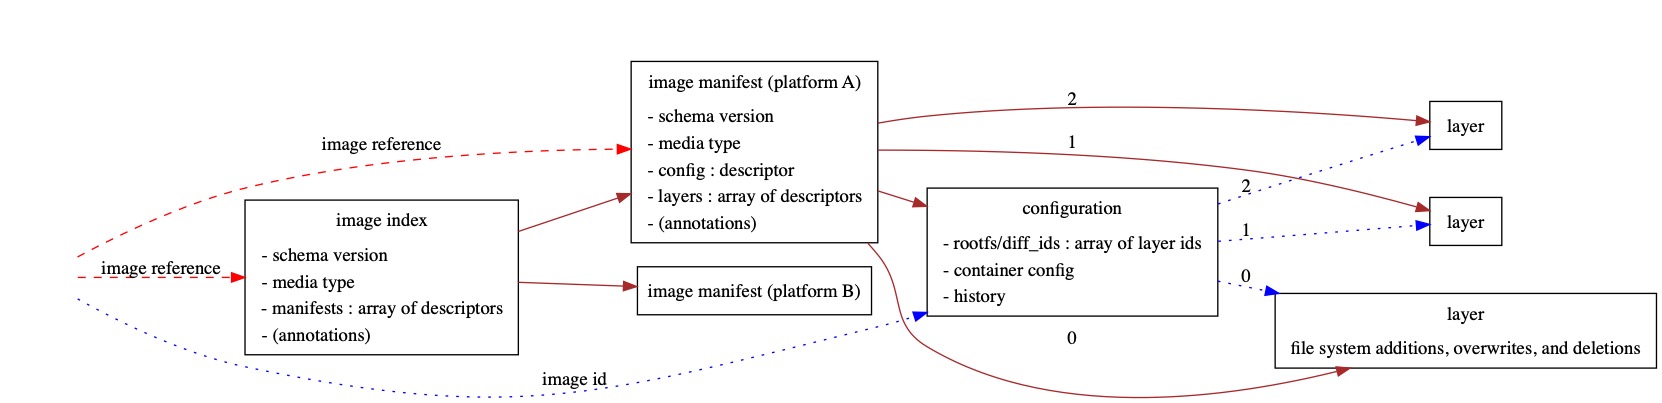 image reference
image reference
image id
image index
- schema version
- media type
- manifests : array of descriptors
- (annotations)
image manifest (platform A)
- schema version
- media type
- config : descriptor
- layers : array of descriptors
- (annotations)
image manifest (platform B)
2
1
0
configuration
- rootfs/diff_ids : array of layer ids
- container config
- history
2
1
0
layer
layer
layer
file system additions, overwrites, and deletions